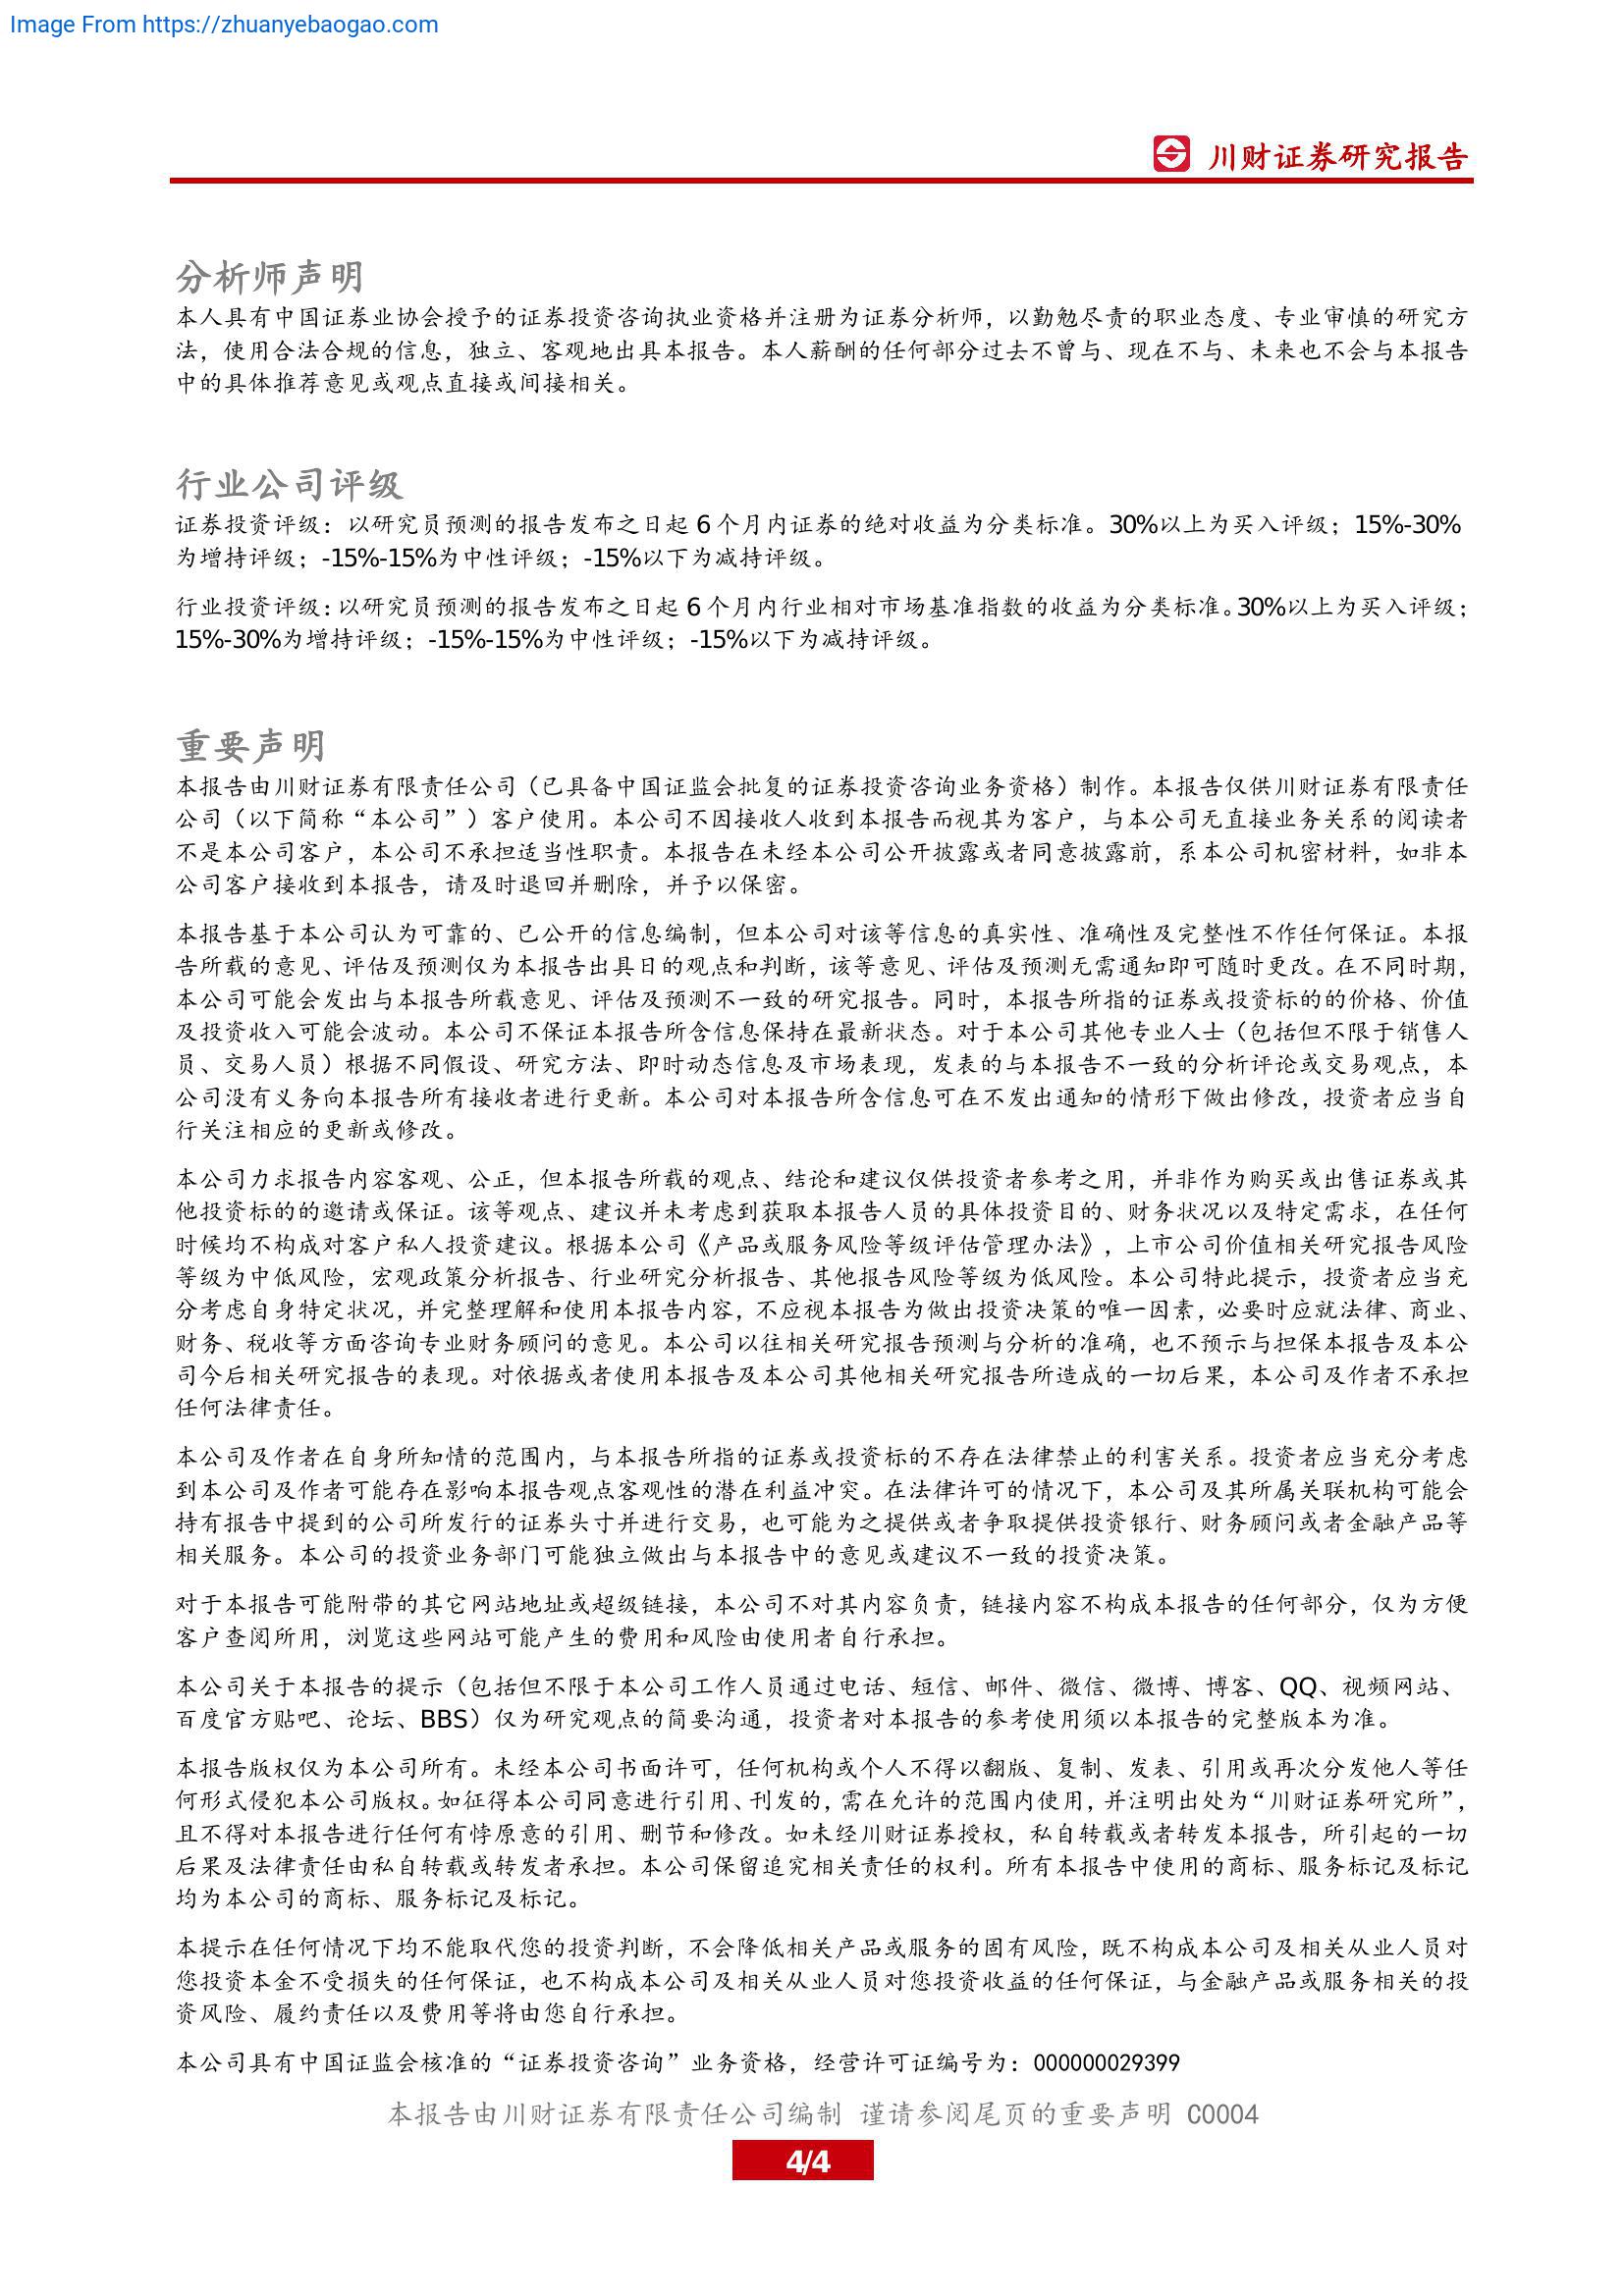 Image From https://zhuanyebaogao.com
川财证券研究报告
分析师声明
本人具有中国证券业协会授予的证券投资咨询执业资格并注册为证券分析师，以勤勉尽责的职业态度、专业审慎的研究方
法，使用合法合规的信息，独立、客观地出具本报告。本人薪酬的任何部分过去不曾与、现在不与、未来也不会与本报告
中的具体推荐意见或观点直接或间接相关。
行业公司评级
证券投资评级：以研究员预测的报告发布之日起 6 个月内证券的绝对收益为分类标准。30%以上为买入评级；15%-30%
为增持评级；-15%-15%为中性评级；-15%以下为减持评级。
行业投资评级：以研究员预测的报告发布之日起 6 个月内行业相对市场基准指数的收益为分类标准。30%以上为买入评级；
15%-30%为增持评级；-15%-15%为中性评级；-15%以下为减持评级。
重要声明
本报告由川财证券有限责任公司（已具备中国证监会批复的证券投资咨询业务资格）制作。本报告仅供川财证券有限责任
公司（以下简称“本公司”）客户使用。本公司不因接收人收到本报告而视其为客户，与本公司无直接业务关系的阅读者
不是本公司客户，本公司不承担适当性职责。本报告在未经本公司公开披露或者同意披露前，系本公司机密材料，如非本
公司客户接收到本报告，请及时退回并删除，并予以保密。
本报告基于本公司认为可靠的、已公开的信息编制，但本公司对该等信息的真实性、准确性及完整性不作任何保证。本报
告所载的意见、评估及预测仅为本报告出具日的观点和判断，该等意见、评估及预测无需通知即可随时更改。在不同时期，
本公司可能会发出与本报告所载意见、评估及预测不一致的研究报告。同时，本报告所指的证券或投资标的的价格、价值
及投资收入可能会波动。本公司不保证本报告所含信息保持在最新状态。对于本公司其他专业人士（包括但不限于销售人
员、交易人员）根据不同假设、研究方法、即时动态信息及市场表现，发表的与本报告不一致的分析评论或交易观点，本
公司没有义务向本报告所有接收者进行更新。本公司对本报告所含信息可在不发出通知的情形下做出修改，投资者应当自
行关注相应的更新或修改。
本公司力求报告内容客观、公正，但本报告所载的观点、结论和建议仅供投资者参考之用，并非作为购买或出售证券或其
他投资标的的邀请或保证。该等观点、建议并未考虑到获取本报告人员的具体投资目的、财务状况以及特定需求，在任何
时候均不构成对客户私人投资建议。根据本公司《产品或服务风险等级评估管理办法》，上市公司价值相关研究报告风险
等级为中低风险，宏观政策分析报告、行业研究分析报告、其他报告风险等级为低风险。本公司特此提示，投资者应当充
分考虑自身特定状况，并完整理解和使用本报告内容，不应视本报告为做出投资决策的唯一因素，必要时应就法律、商业、
财务、税收等方面咨询专业财务顾问的意见。本公司以往相关研究报告预测与分析的准确，也不预示与担保本报告及本公
司今后相关研究报告的表现。对依据或者使用本报告及本公司其他相关研究报告所造成的一切后果，本公司及作者不承担
任何法律责任。
本公司及作者在自身所知情的范围内，与本报告所指的证券或投资标的不存在法律禁止的利害关系。投资者应当充分考虑
到本公司及作者可能存在影响本报告观点客观性的潜在利益冲突。在法律许可的情况下，本公司及其所属关联机构可能会
持有报告中提到的公司所发行的证券头寸并进行交易，也可能为之提供或者争取提供投资银行、财务顾问或者金融产品等
相关服务。本公司的投资业务部门可能独立做出与本报告中的意见或建议不一致的投资决策。
对于本报告可能附带的其它网站地址或超级链接，本公司不对其内容负责，链接内容不构成本报告的任何部分，仅为方便
客户查阅所用，浏览这些网站可能产生的费用和风险由使用者自行承担。
本公司关于本报告的提示（包括但不限于本公司工作人员通过电话、短信、邮件、微信、微博、博客、QQ、视频网站、
百度官方贴吧、论坛、BBS）仅为研究观点的简要沟通，投资者对本报告的参考使用须以本报告的完整版本为准。
本报告版权仅为本公司所有。未经本公司书面许可，任何机构或个人不得以翻版、复制、发表、引用或再次分发他人等任
何形式侵犯本公司版权。如征得本公司同意进行引用、刊发的，需在允许的范围内使用，并注明出处为“川财证券研究所”，
且不得对本报告进行任何有悖原意的引用、删节和修改。如未经川财证券授权，私自转载或者转发本报告，所引起的一切
后果及法律责任由私自转载或转发者承担。本公司保留追究相关责任的权利。所有本报告中使用的商标、服务标记及标记
均为本公司的商标、服务标记及标记。
本提示在任何情况下均不能取代您的投资判断，不会降低相关产品或服务的固有风险，既不构成本公司及相关从业人员对
您投资本金不受损失的任何保证，也不构成本公司及相关从业人员对您投资收益的任何保证，与金融产品或服务相关的投
资风险、履约责任以及费用等将由您自行承担。
本公司具有中国证监会核准的“证券投资咨询”业务资格，经营许可证编号为：000000029399
本报告由川财证券有限责任公司编制 谨请参阅尾页的重要声明 C0004
4/4